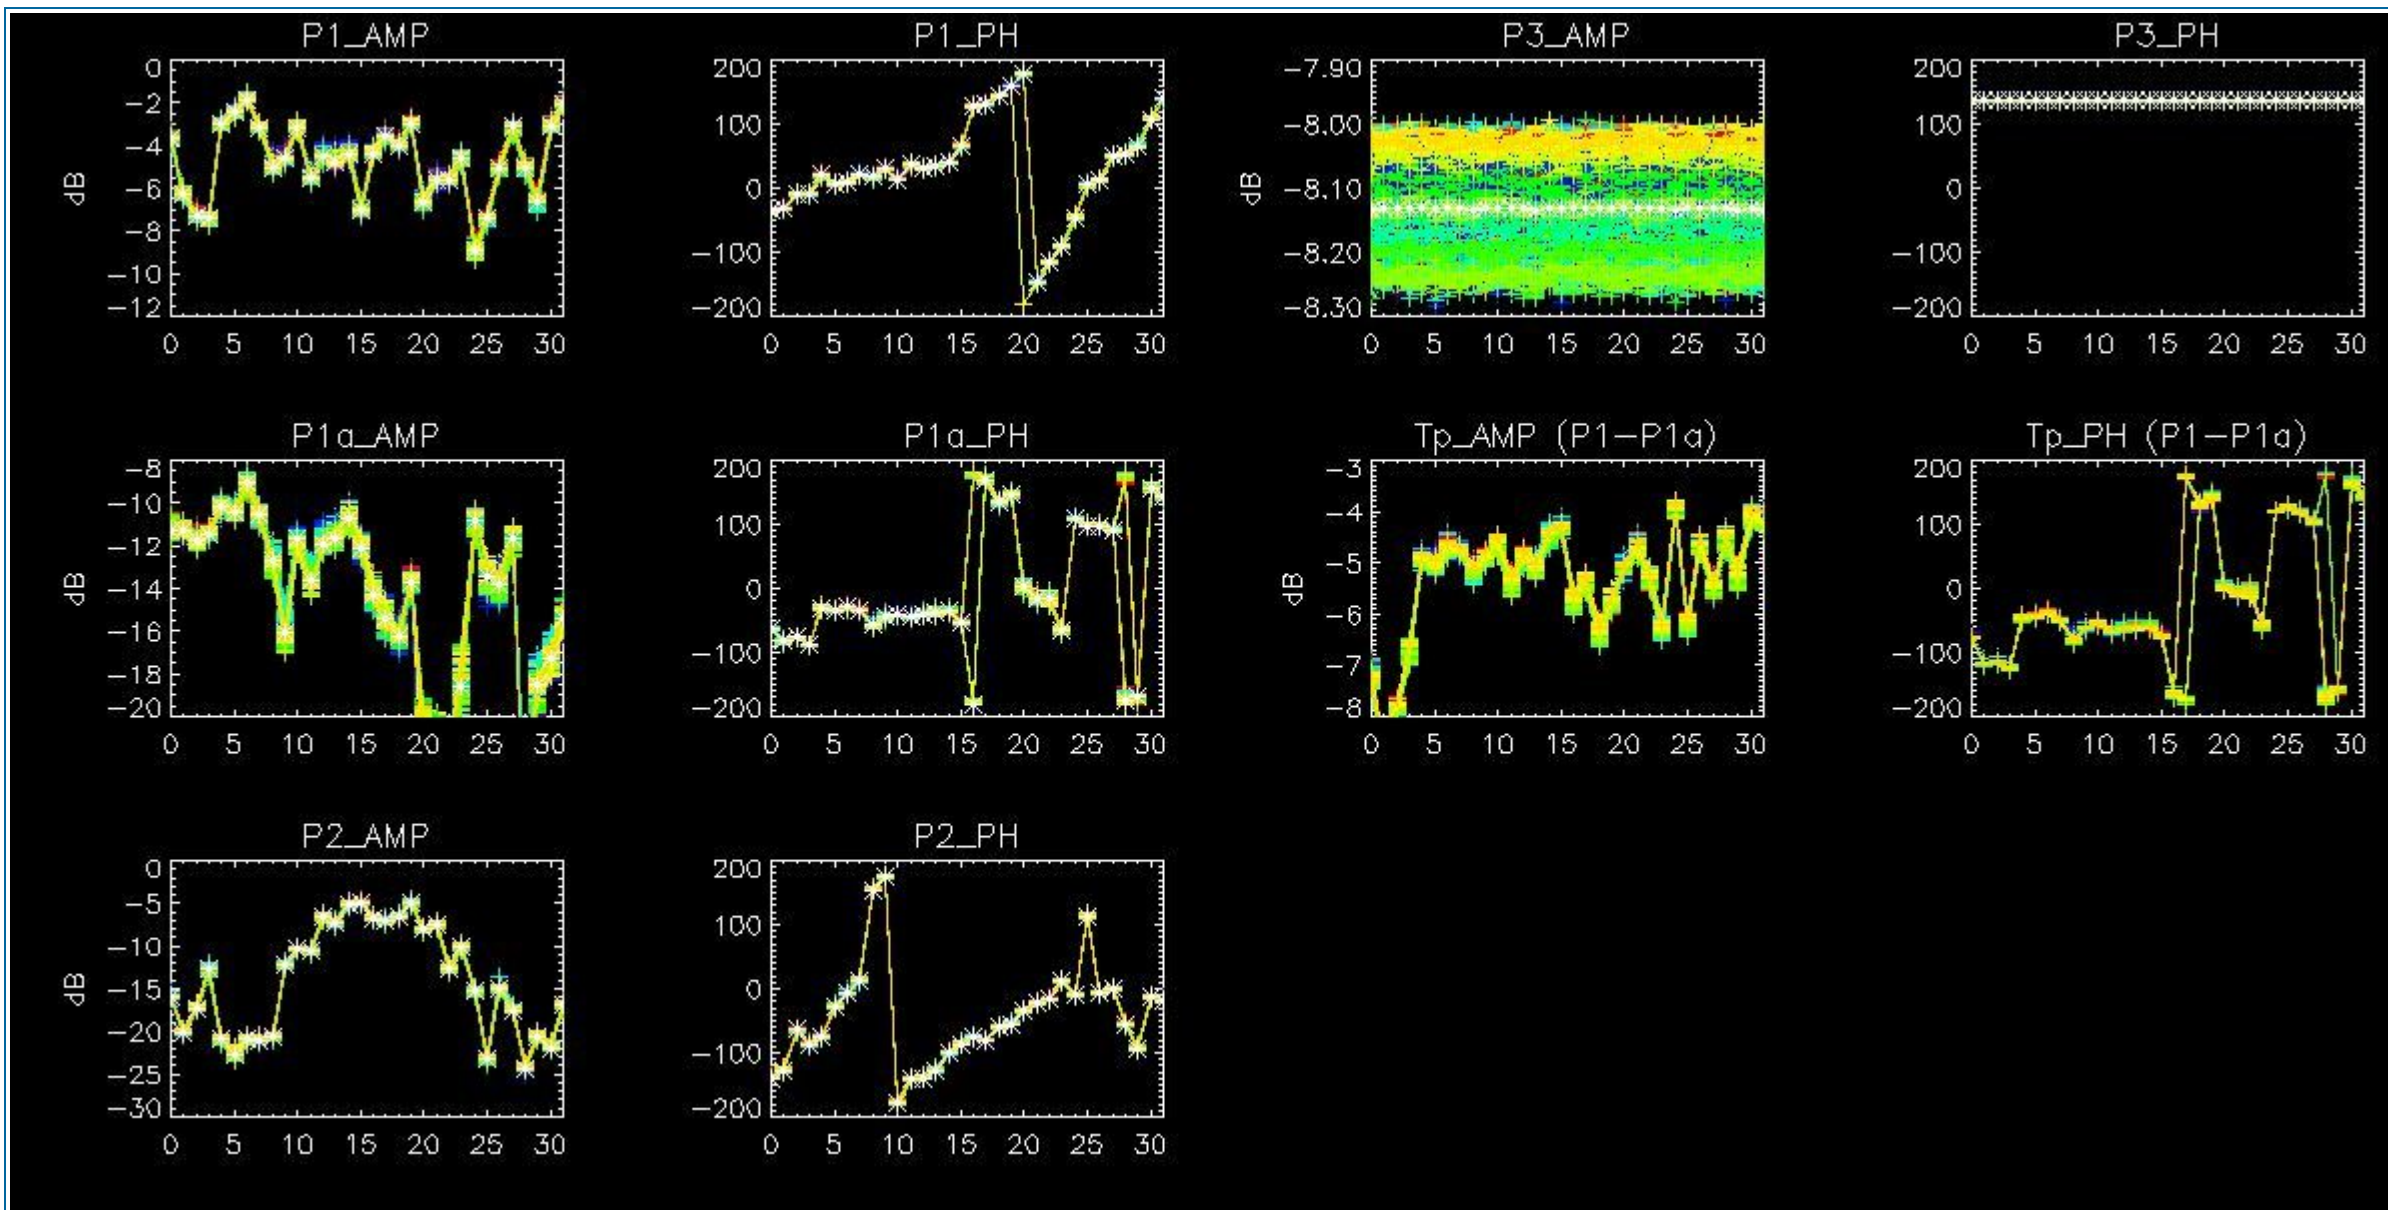 P1_AMP P1_PH P3_AMP P3_PH
0 200 -7.90 200
-2 100 -8.00 100
-4 0 -8.10 0
-6 -100 -8.20 -100
-8 -200 -8.30 -200
-10
-12
dB dB
0 5 10 15 20 25 30 0 5 10 15 20 25 30 0 5 10 15 20 25 30 0 5 10 15 20 25 30
P1a_AMP P1a_PH Tp_AMP (P1-P1a) Tp_PH (P1-P1a)
-8 200 -3 200
-10 100 -4 100
-12 0 -5 0
-14 -100 -6 -100
-16 -200 -7 -200
-18 -8
-20
dB dB
0 5 10 15 20 25 30 0 5 10 15 20 25 30 0 5 10 15 20 25 30 0 5 10 15 20 25 30
P2_AMP P2_PH
0 200
-5 100
-10 0
-15 -100
-20 -200
-25
-30
dB
0 5 10 15 20 25 30 0 5 10 15 20 25 30